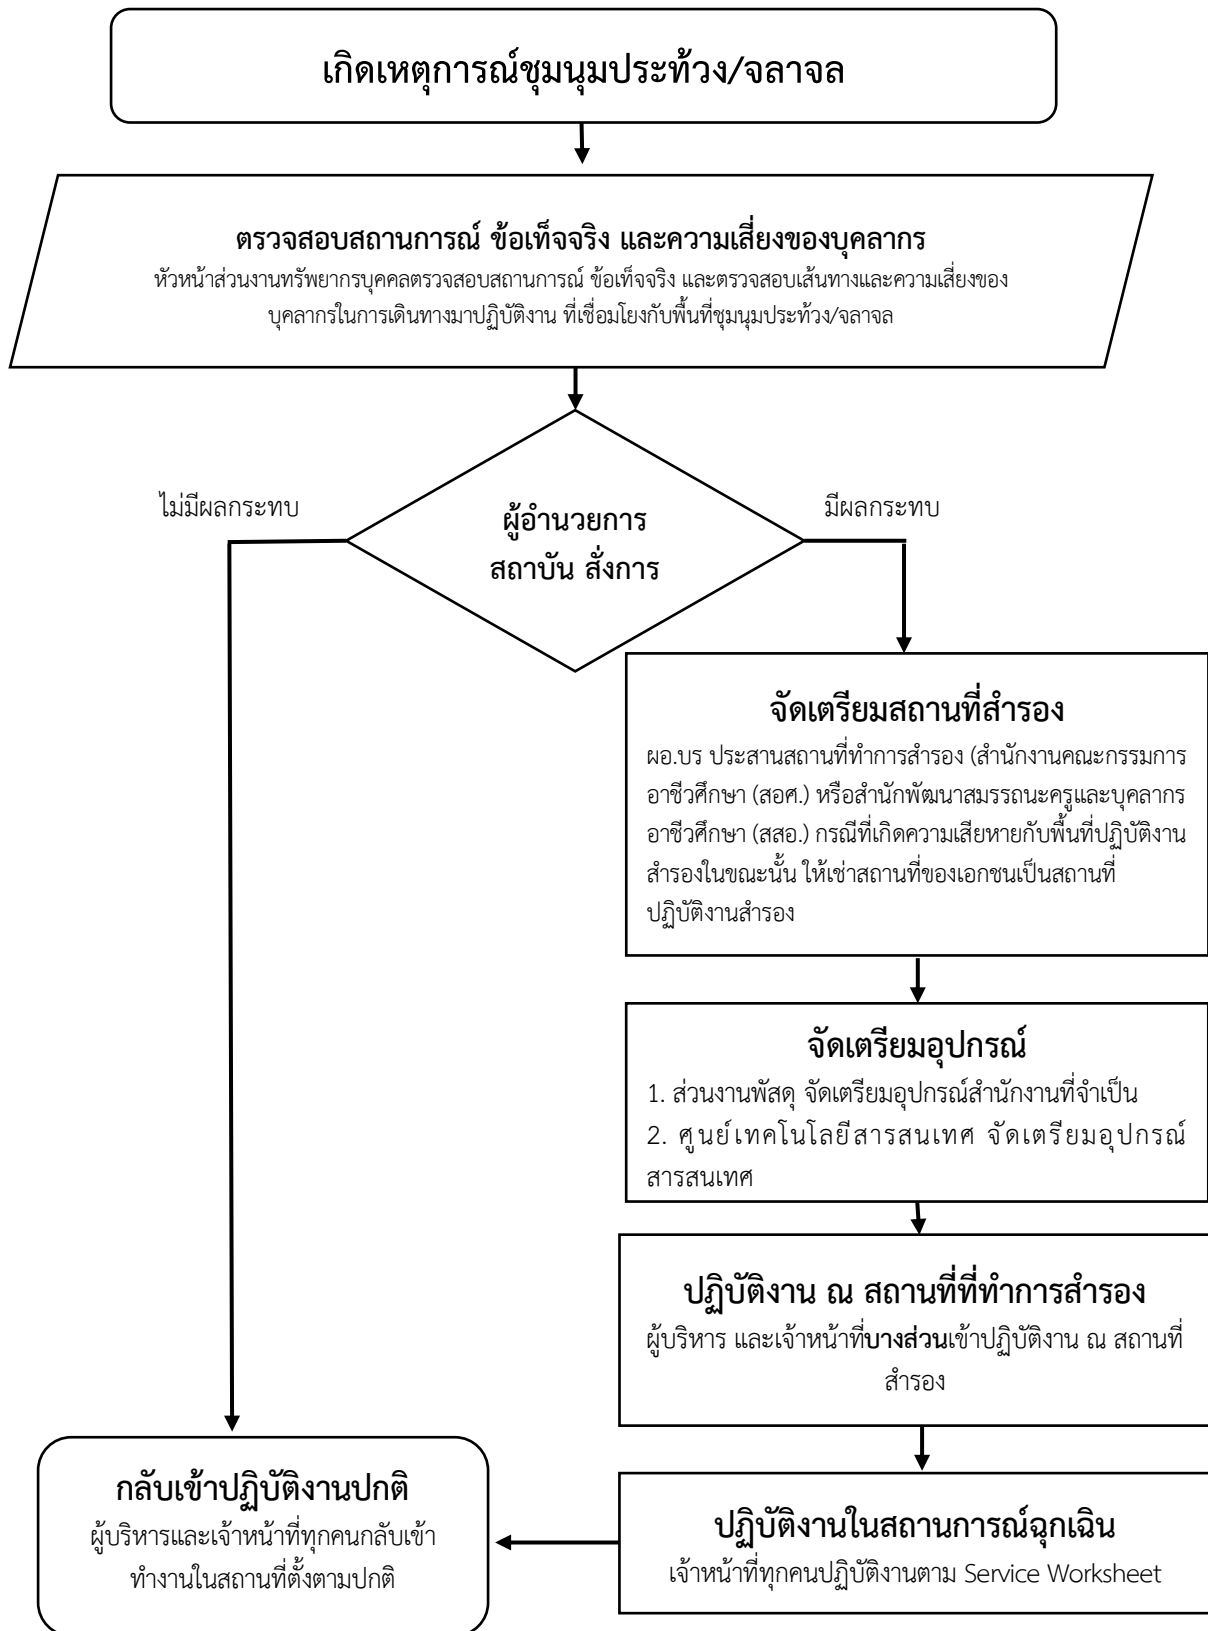 เกิดเหตุการณ์ชุมนุมประท้วง/จลาจล
ตรวจสอบสถานการณ์ ข้อเท็จจริง และความเสี่ยงของบุคลากร
หัวหน้าส่วนงานทรัพยากรบุคคลตรวจสอบสถานการณ์ ข้อเท็จจริง และตรวจสอบเส้นทางและความเสี่ยงของ
บุคลากรในการเดินทางมาปฏิบัติงาน ที่เชื่อมโยงกับพื้นที่ชุมนุมประท้วง/จลาจล
ไม่มีผลกระทบ
มีผลกระทบ
ผู้อำนวยการ
สถาบัน สั่งการ
จัดเตรียมสถานที่สำรอง
ผอ.บร ประสานสถานที่ทำการสำรอง (สำนักงานคณะกรรมการ
อาชีวศึกษา (สอศ.) หรือสำนักพัฒนาสมรรถนะครูและบุคลากร
อาชีวศึกษา (สสอ.) กรณีที่เกิดความเสียหายกับพื้นที่ปฏิบัติงาน
สำรองในขณะนั้น ให้เช่าสถานที่ของเอกชนเป็นสถานที่
ปฏิบัติงานสำรอง
จัดเตรียมอุปกรณ์
1. ส่วนงานพัสดุ จัดเตรียมอุปกรณ์สำนักงานที่จำเป็น
2. ศูนย์เทคโนโลยีสารสนเทศ จัดเตรียมอุปกรณ์
สารสนเทศ
ปฏิบัติงาน ณ สถานที่ที่ทำการสำรอง
ผู้บริหาร และเจ้าหน้าที่บางส่วนเข้าปฏิบัติงาน ณ สถานที่
สำรอง
กลับเข้าปฏิบัติงานปกติ
ผู้บริหารและเจ้าหน้าที่ทุกคนกลับเข้า
ทำงานในสถานที่ตั้งตามปกติ
ปฏิบัติงานในสถานการณ์ฉุกเฉิน
เจ้าหน้าที่ทุกคนปฏิบัติงานตาม Service Worksheet